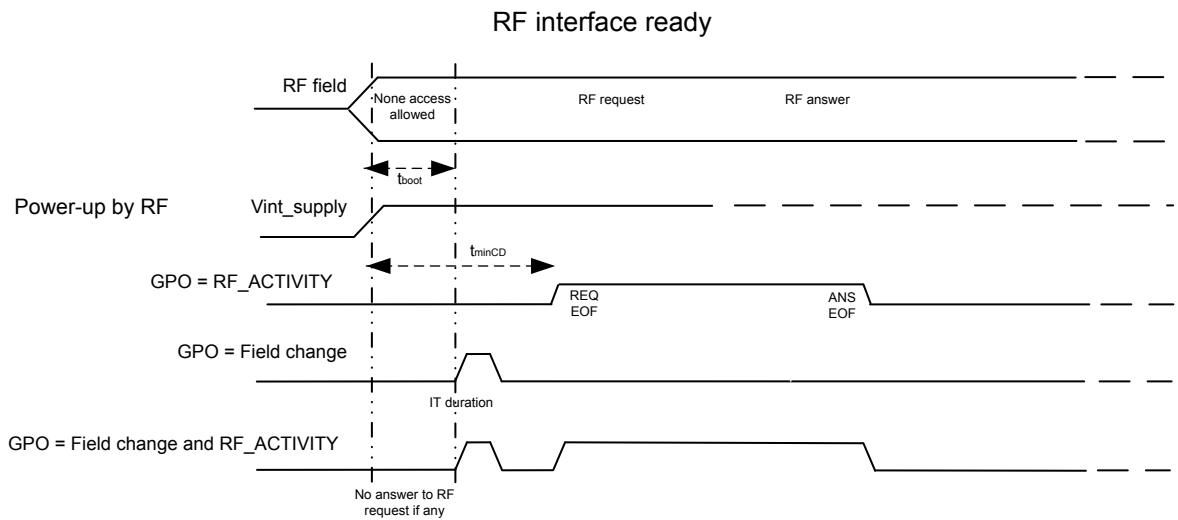 RF interface ready
RF field
None access
allowed
RF request
RF answer
tboot
Power-up by RF
Vint_supply
tminCD
GPO = RF_ACTIVITY
REQ
EOF
ANS
EOF
GPO = Field change
IT duration
GPO = Field change and RF_ACTIVITY
No answer to RF
request if any